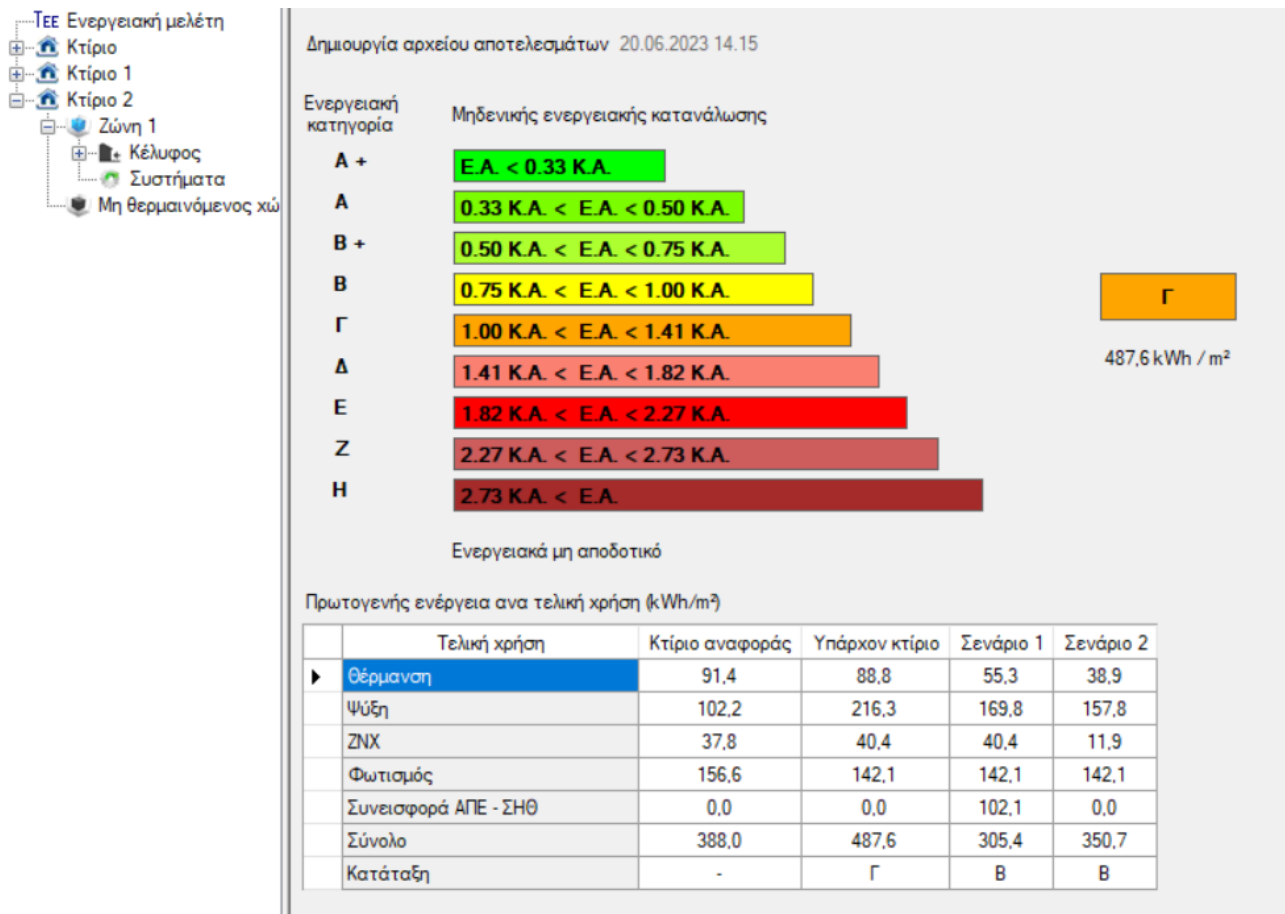 ΤΕΕ Ενεργειακή μελέτη
Κτίριο
Κτίριο 1
Κτίριο 2
Ζώνη 1
Κέλυφος
Συστήματα
Μη θερμαινόμενος χώ
Δημιουργία αρχείου αποτελεσμάτων 20.06.2023 14.15
Ενεργειακή
κατηγορία
Μηδενικής ενεργειακής κατανάλωσης
Α + Ε.Α. < 0.33 Κ.Α.
Α 0.33 Κ.Α. < Ε.Α. < 0.50 Κ.Α.
Β + 0.50 Κ.Α. < Ε.Α. < 0.75 Κ.Α.
Β 0.75 Κ.Α. < Ε.Α. < 1.00 Κ.Α. Γ
Γ 1.00 Κ.Α. < Ε.Α. < 1.41 Κ.Α.
487,6 kWh / m²
Δ 1.41 Κ.Α. < Ε.Α. < 1.82 Κ.Α.
Ε 1.82 Κ.Α. < Ε.Α. < 2.27 Κ.Α.
Ζ 2.27 Κ.Α. < Ε.Α. < 2.73 Κ.Α.
Η 2.73 Κ.Α. < Ε.Α.
Ενεργειακά μη αποδοτικό
Πρωτογενής ενέργεια ανα τελική χρήση (kWh/m²)
Τελική χρήση Κτίριο αναφοράς Υπάρχον κτίριο Σενάριο 1 Σενάριο 2
Θέρμανση 91,4 88,8 55,3 38,9
Ψύξη 102,2 216,3 169,8 157,8
ΖΝΧ 37,8 40,4 40,4 11,9
Φωτισμός 156,6 142,1 142,1 142,1
Συνεισφορά ΑΠΕ - ΣΗΘ 0,0 0,0 102,1 0,0
Σύνολο 388,0 487,6 305,4 350,7
Κατάταξη - Γ Β Β